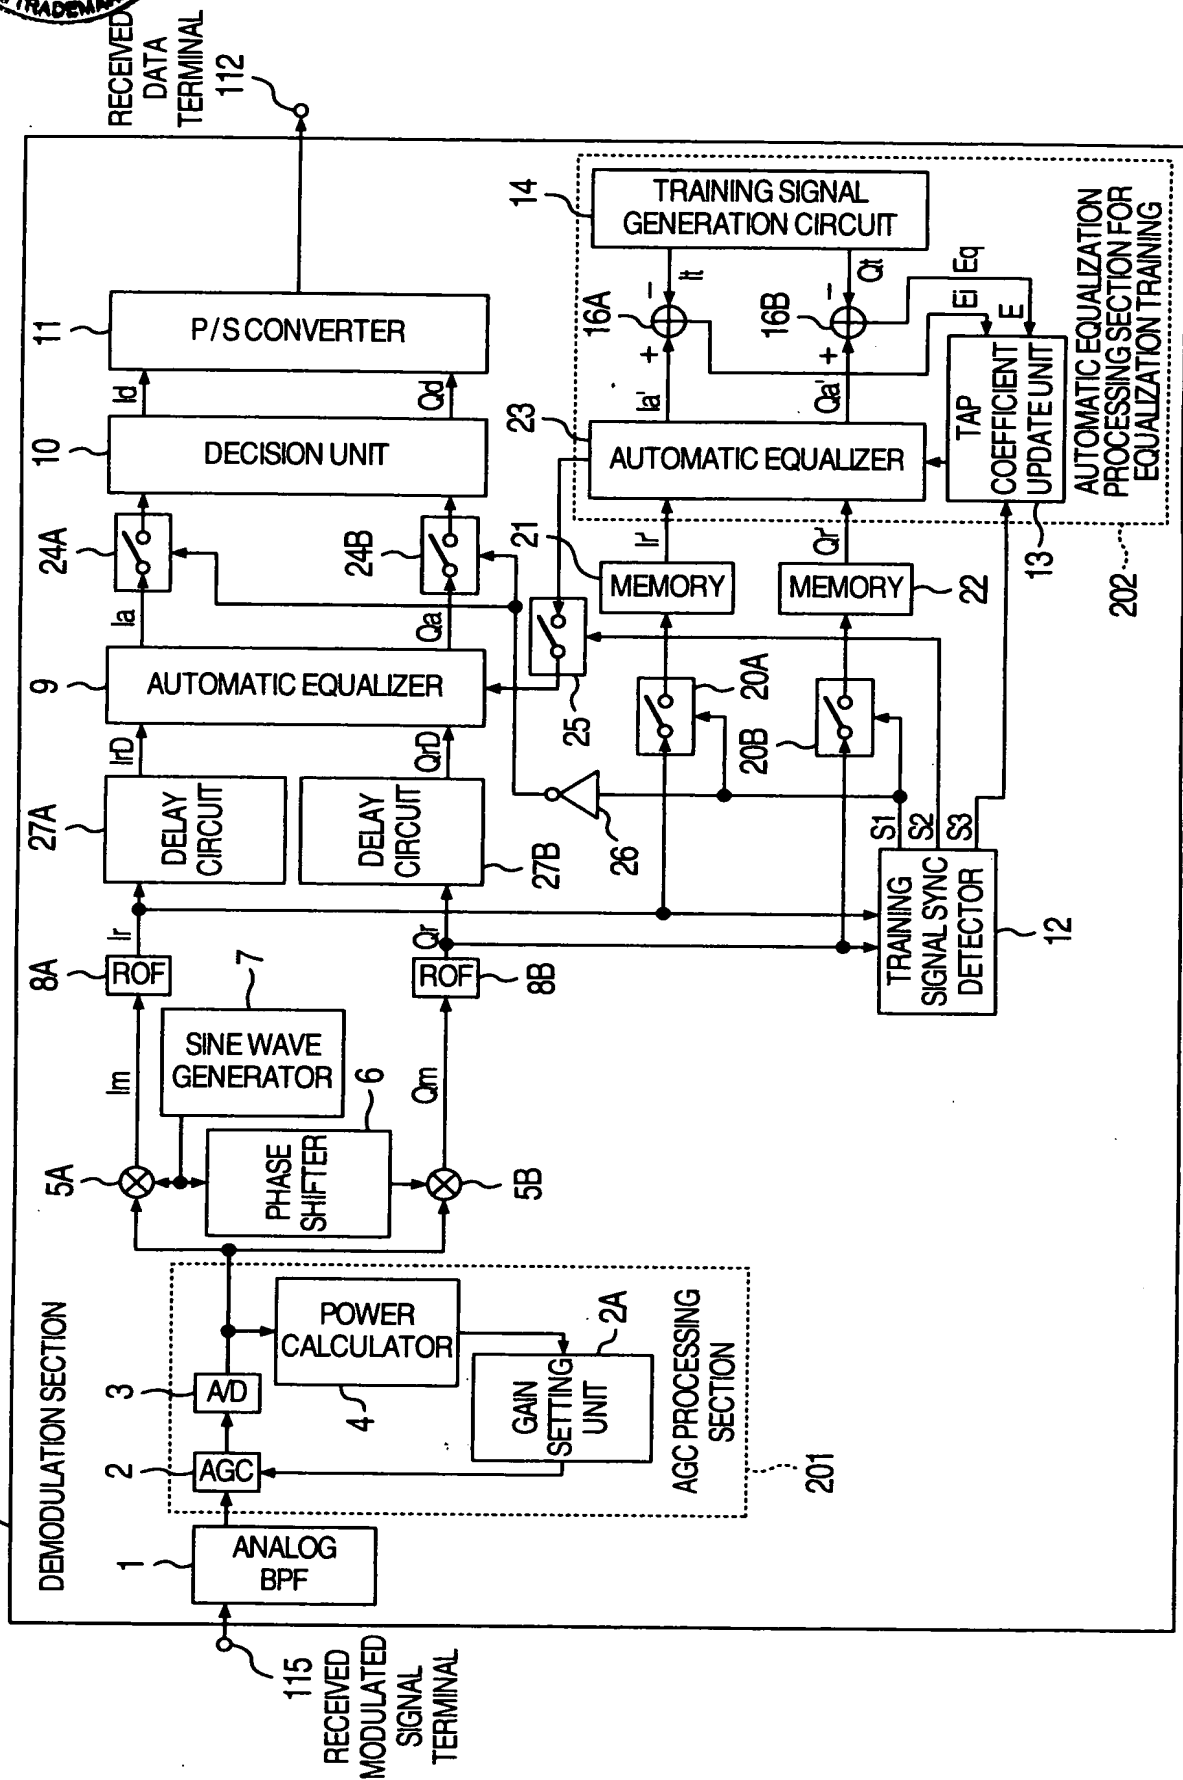 TRADEMA
DEMODULATION SECTION
115
RECEIVED
MODULATED
SIGNAL
TERMINAL
1
ANALOG
BPF
2
AGC
3
A/D
POWER
CALCULATOR
4
GAIN
SETTING
UNIT
2A
AGC PROCESSING
SECTION
201
5A
5B
PHASE
SHIFTER
6
SINE WAVE
GENERATOR
7
Im
Qm
8A
ROF
ROF
8B
Ir
Qr
27A
DELAY
CIRCUIT
DELAY
CIRCUIT
27B
IrD
QrD
9
AUTOMATIC EQUALIZER
Ia
Qa
24A
24B
10
DECISION UNIT
Id
Qd
11
P/S CONVERTER
RECEIVED
DATA
TERMINAL
112
25
26
20A
20B
TRAINING
SIGNAL SYNC
DETECTOR
12
S1
S2
S3
21
MEMORY
MEMORY
22
Ir'
Qr'
23
AUTOMATIC EQUALIZER
Ia'
Qa'
16A
+
−
16B
+
−
It
Qt
14
TRAINING SIGNAL
GENERATION CIRCUIT
Ei
Eq
E
TAP
COEFFICIENT
UPDATE UNIT
13
AUTOMATIC EQUALIZATION
PROCESSING SECTION FOR
EQUALIZATION TRAINING
202